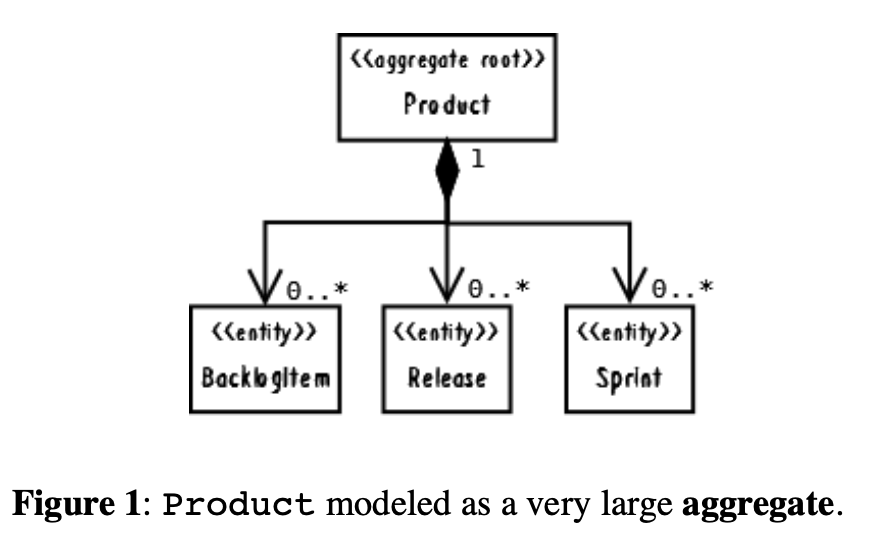 <<aggregate root>>
Product
1
0..* 0..* 0..*
<<entity>> <<entity>> <<entity>>
BacklogItem Release Sprint
Figure 1: Product modeled as a very large aggregate.